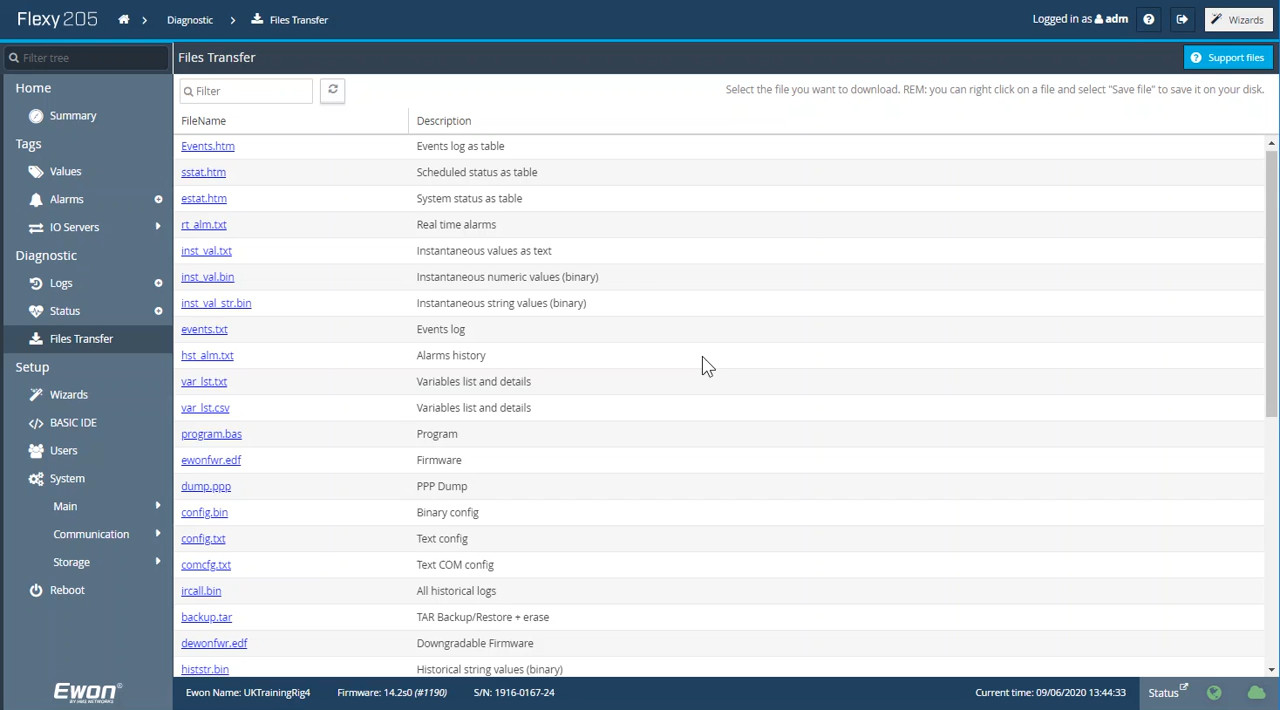 Flexy 205 Diagnostic Files Transfer Logged in as adm Wizards
Filter tree Files Transfer Support files
Home
Summary
Tags
Values
Alarms
IO Servers
Diagnostic
Logs
Status
Files Transfer
Setup
Wizards
BASIC IDE
Users
System
Main
Communication
Storage
Reboot
Ewon®
BY HMS NETWORKS
Filter Select the file you want to download. REM: you can right click on a file and select "Save file" to save it on your disk.
FileName Description
Events.htm Events log as table
sstat.htm Scheduled status as table
estat.htm System status as table
rt_alm.txt Real time alarms
inst_val.txt Instantaneous values as text
inst_val.bin Instantaneous numeric values (binary)
inst_val_str.bin Instantaneous string values (binary)
events.txt Events log
hst_alm.txt Alarms history
var_lst.txt Variables list and details
var_lst.csv Variables list and details
program.bas Program
ewonfwr.edf Firmware
dump.ppp PPP Dump
config.bin Binary config
config.txt Text config
comcfg.txt Text COM config
ircall.bin All historical logs
backup.tar TAR Backup/Restore + erase
dewonfwr.edf Downgradable Firmware
histstr.bin Historical string values (binary)
Ewon Name: UKTrainingRig4 Firmware: 14.2s0 (#1190) S/N: 1916-0167-24 Current time: 09/06/2020 13:44:33 Status